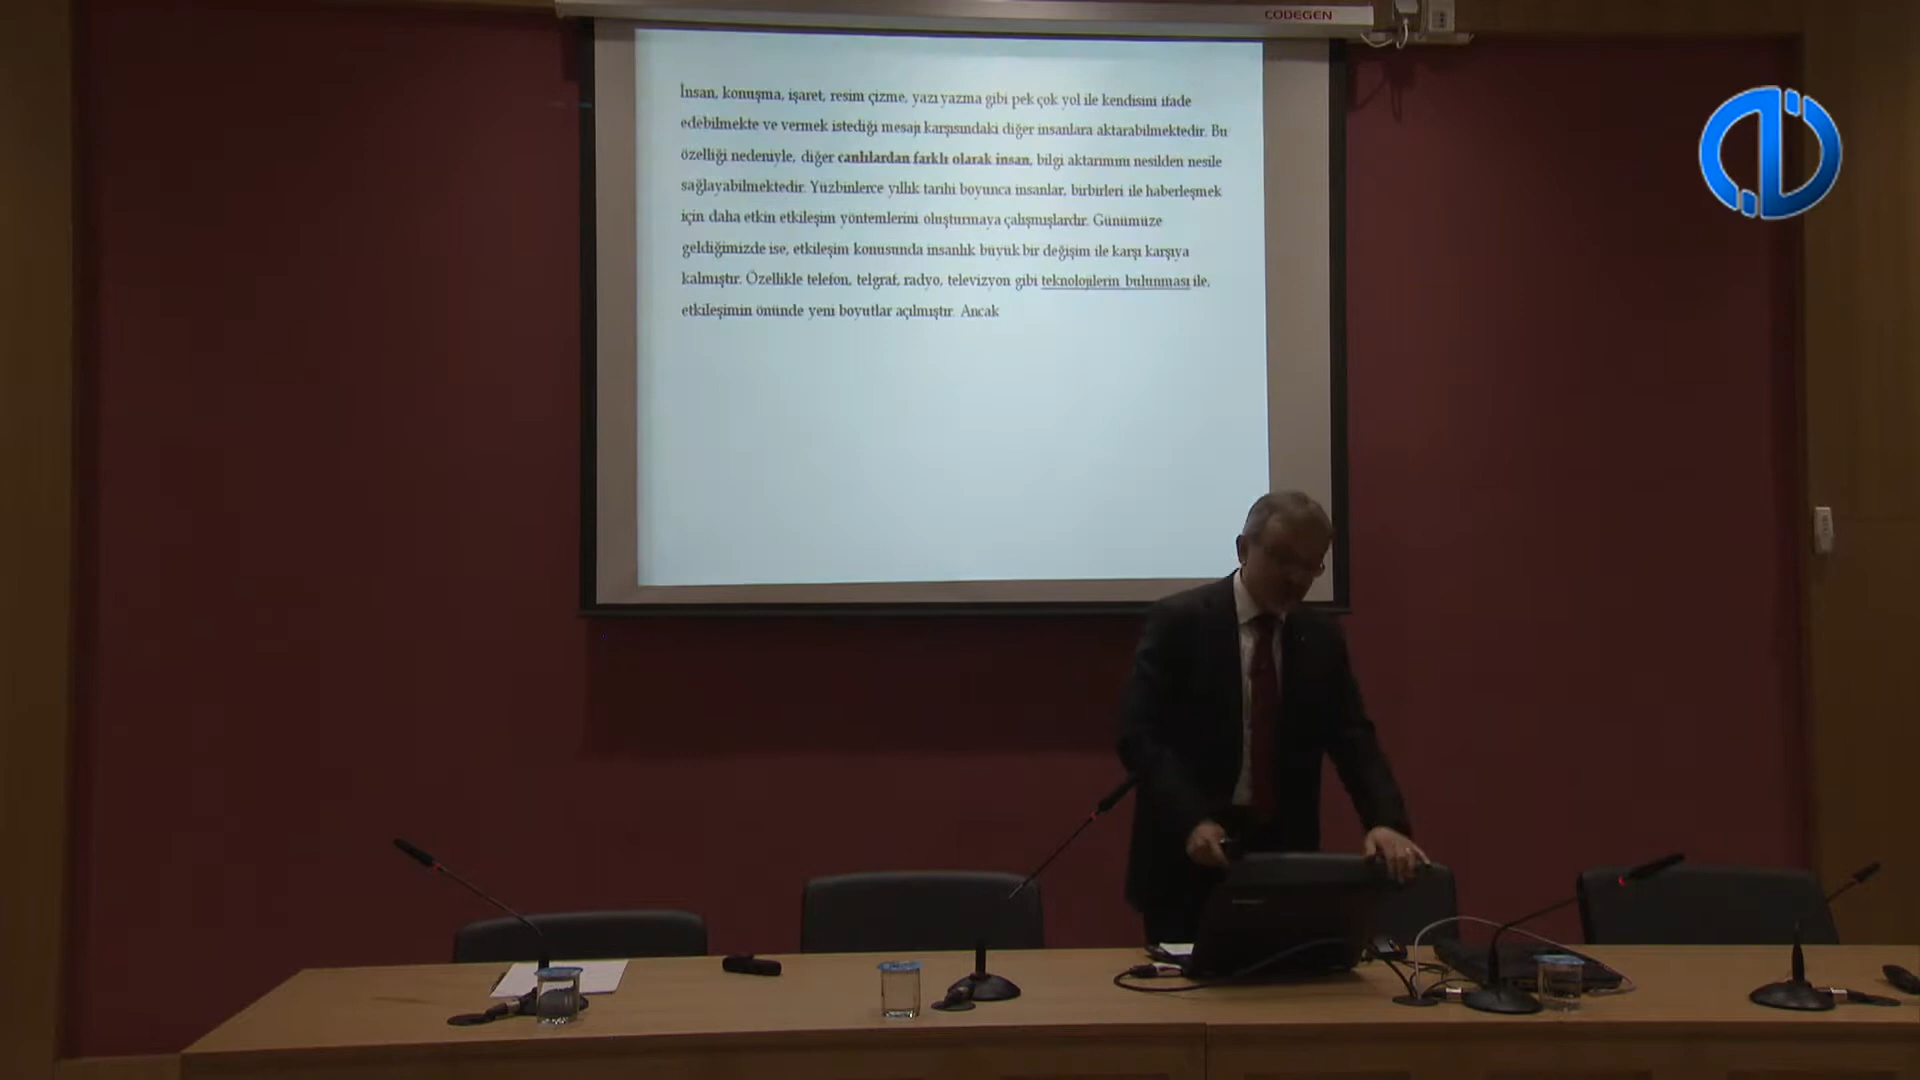 CODEGEN
İnsan, konuşma, işaret, resim çizme, yazı yazma gibi pek çok yol ile kendisini ifade
edebilmekte ve vermek istediği mesajı karşısındaki diğer insanlara aktarabilmektedir. Bu
özelliği nedeniyle, diğer canlılardan farklı olarak insan, bilgi aktarımını nesilden nesile
sağlayabilmektedir. Yüzbinlerce yıllık tarihi boyunca insanlar, birbirleri ile haberleşmek
için daha etkin etkileşim yöntemlerini oluşturmaya çalışmışlardır. Günümüze
geldiğimizde ise, etkileşim konusunda insanlık büyük bir değişim ile karşı karşıya
kalmıştır. Özellikle telefon, telgraf, radyo, televizyon gibi teknolojilerin bulunması ile,
etkileşimin önünde yeni boyutlar açılmıştır. Ancak